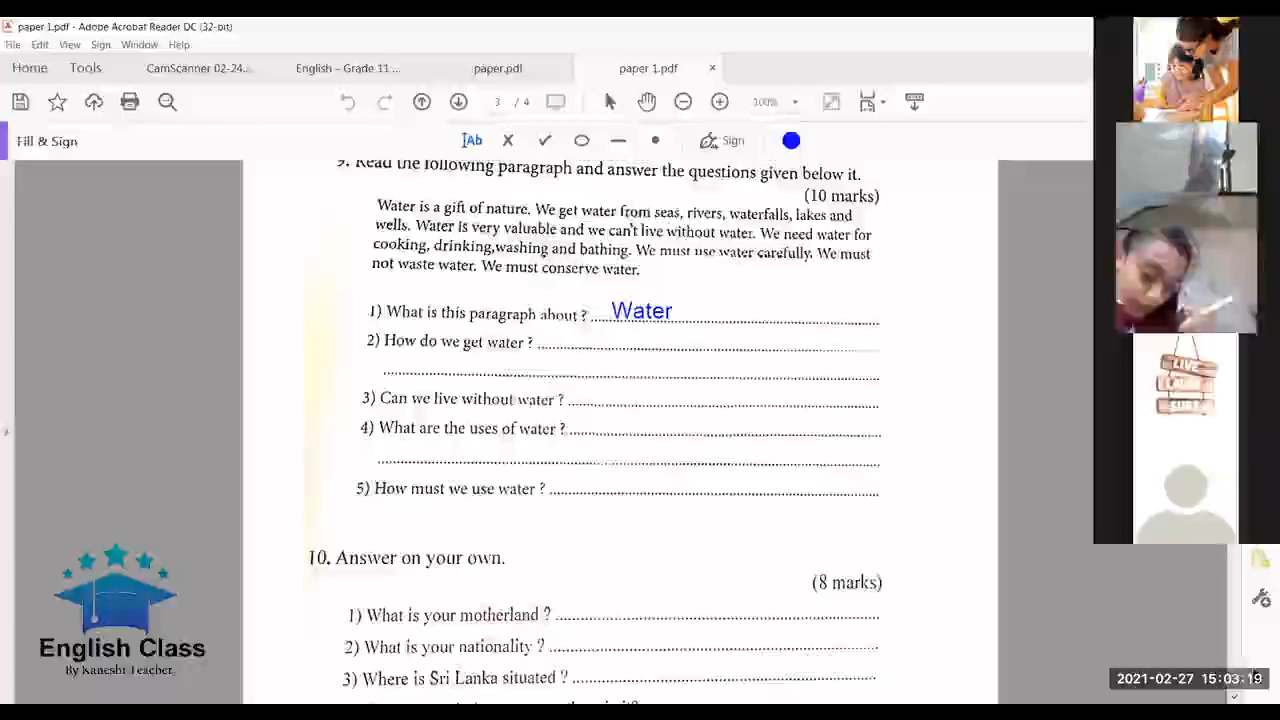 paper 1.pdf - Adobe Acrobat Reader DC (32-bit)
File Edit View Sign Window Help
Home Tools CamScanner 02-24... English - Grade 11 ... paper.pdf paper 1.pdf ×
3 / 4 100%
Fill & Sign IAb Sign
9. Read the following paragraph and answer the questions given below it.
(10 marks)
Water is a gift of nature. We get water from seas, rivers, waterfalls, lakes and
wells. Water is very valuable and we can't live without water. We need water for
cooking, drinking,washing and bathing. We must use water carefully. We must
not waste water. We must conserve water.
1) What is this paragraph about ? Water
2) How do we get water ?
3) Can we live without water ?
4) What are the uses of water ?
5) How must we use water ?
10. Answer on your own.
(8 marks)
1) What is your motherland ?
2) What is your nationality ?
3) Where is Sri Lanka situated ?
English Class
By Kaneshi Teacher.
LIVE
2021-02-27 15:03:19